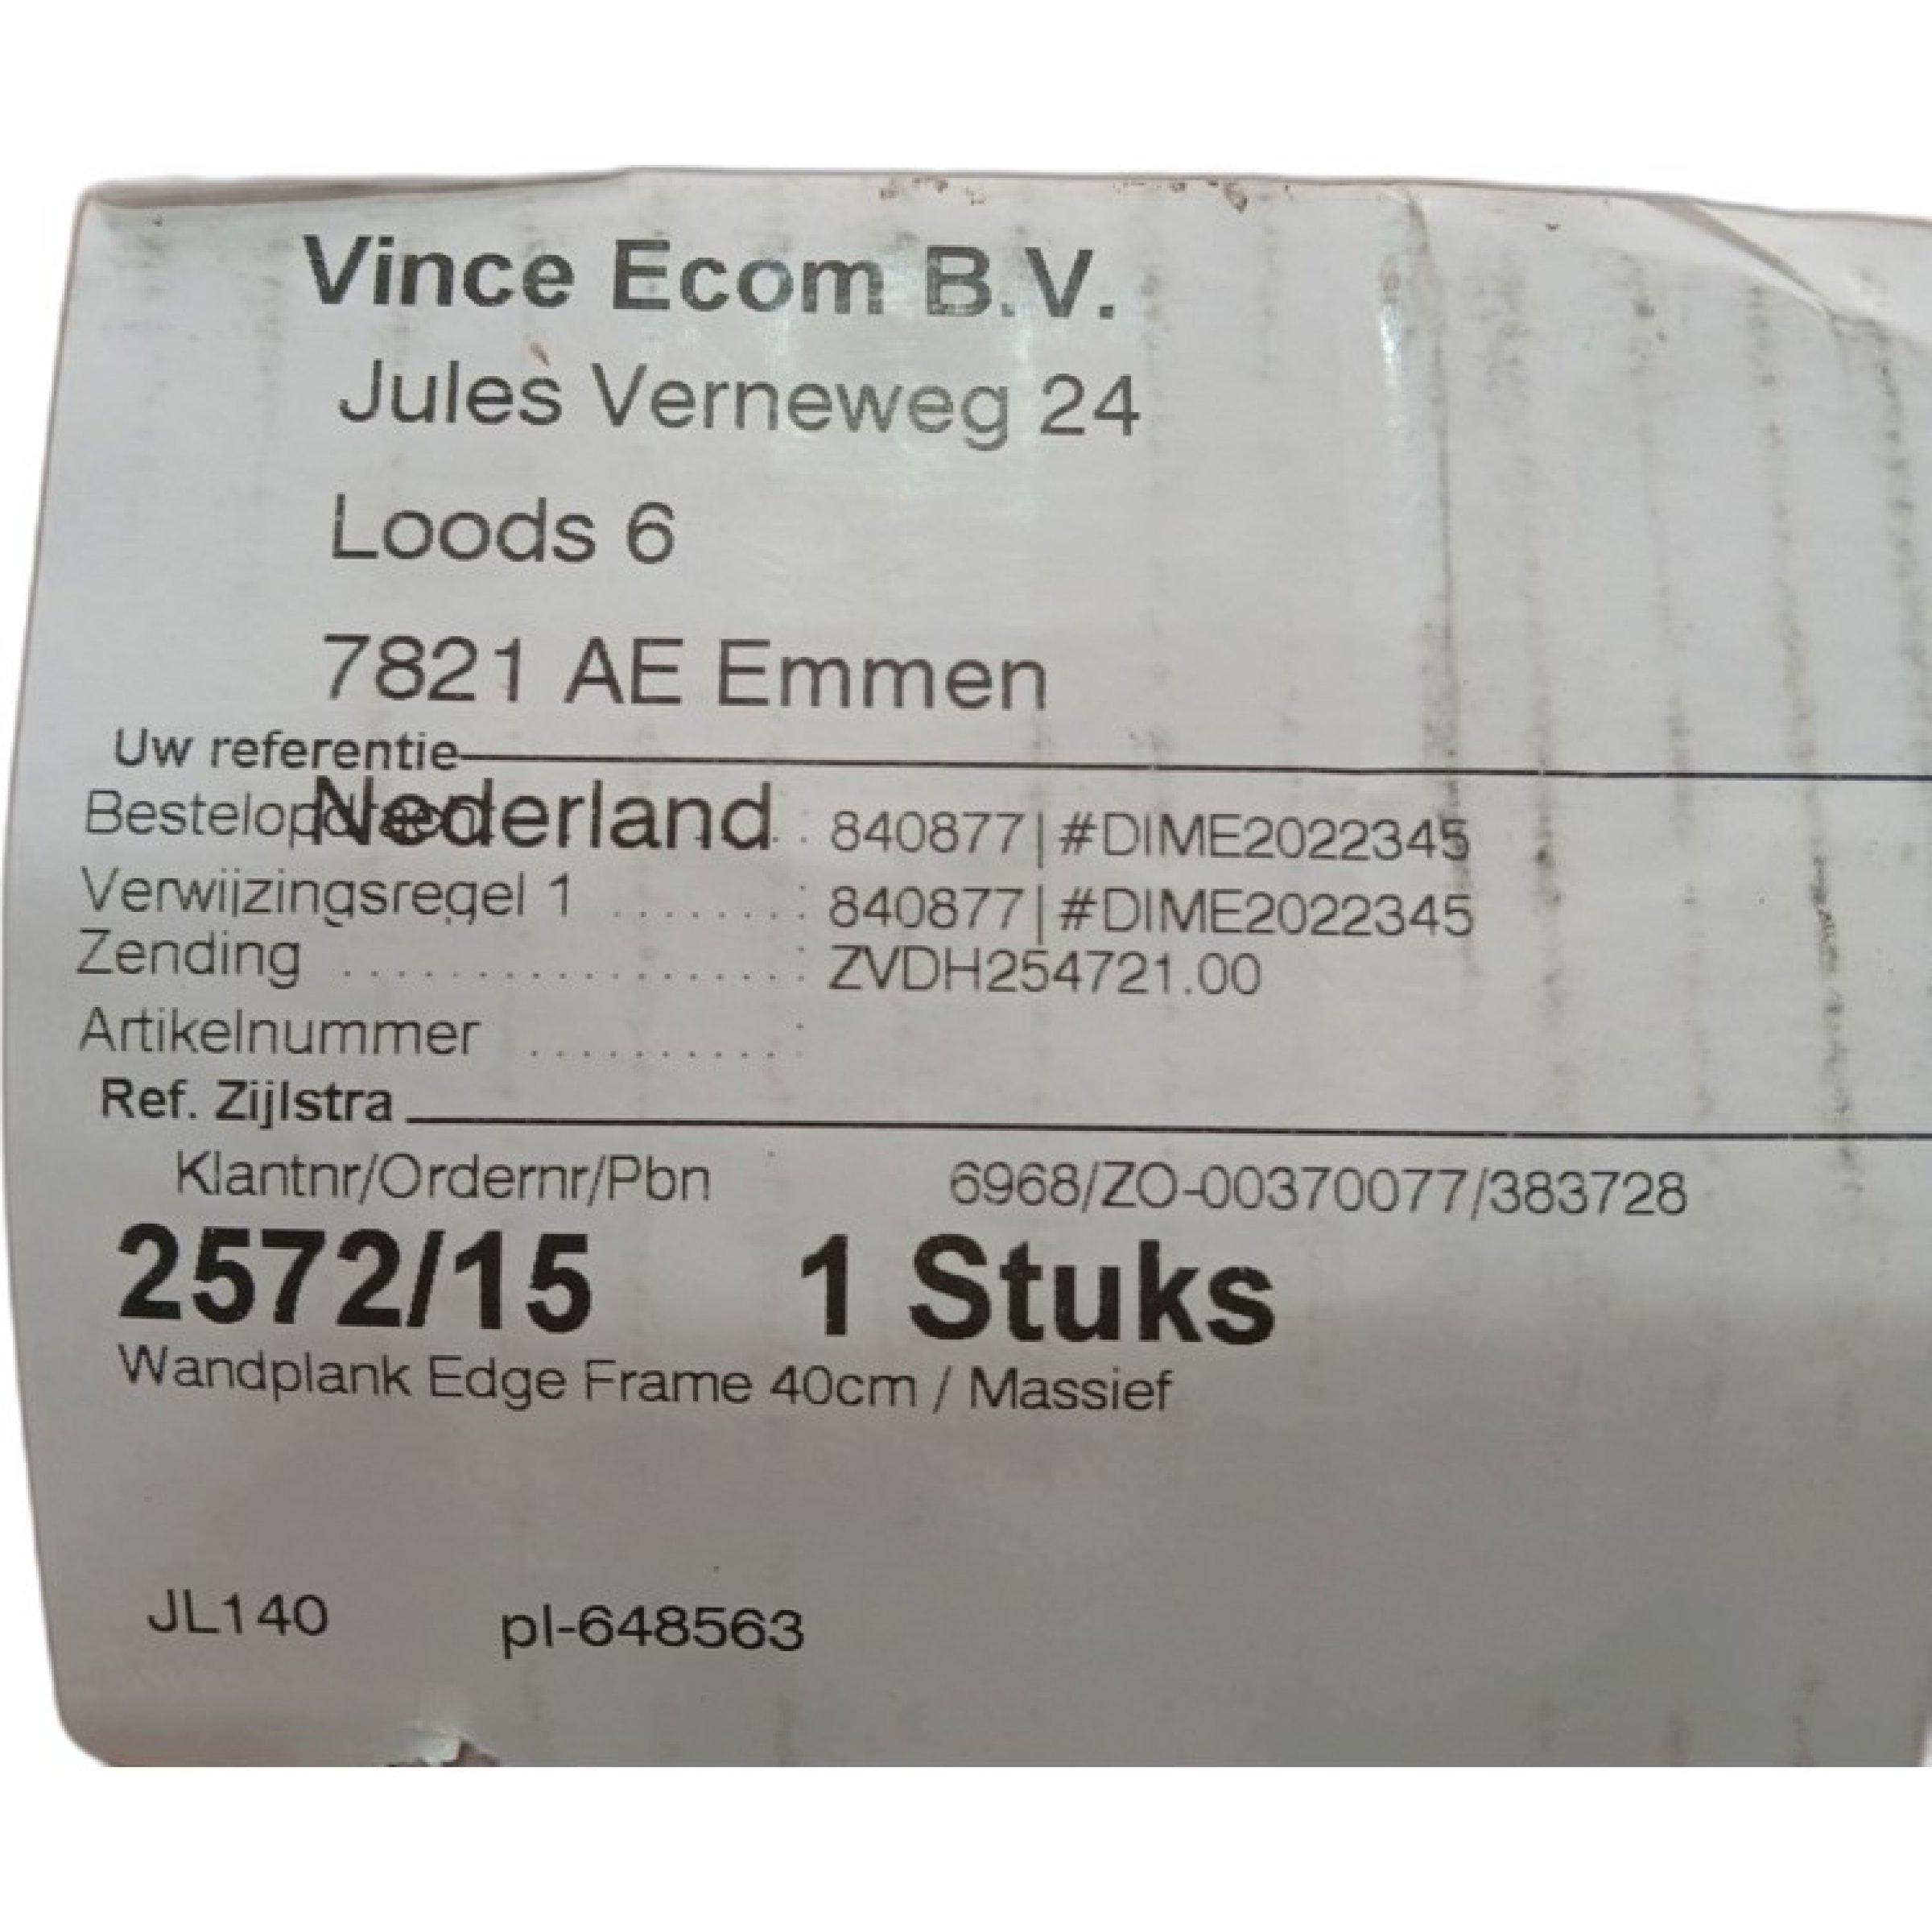 Vince Ecom B.V.
Jules Verneweg 24
Loods 6
7821 AE Emmen
Uw referentie
Nederland
840877|#DIME2022345
Verwijzingsregel 1 ........: 840877|#DIME2022345
Zending ....................: ZVDH254721.00
Artikelnummer ...........:
Ref. Zijlstra
Klantnr/Ordernr/Pbn : 6968/ZO-00370077/383728
2572/15 1 Stuks
Wandplank Edge Frame 40cm / Massief
JL140 pl-648563